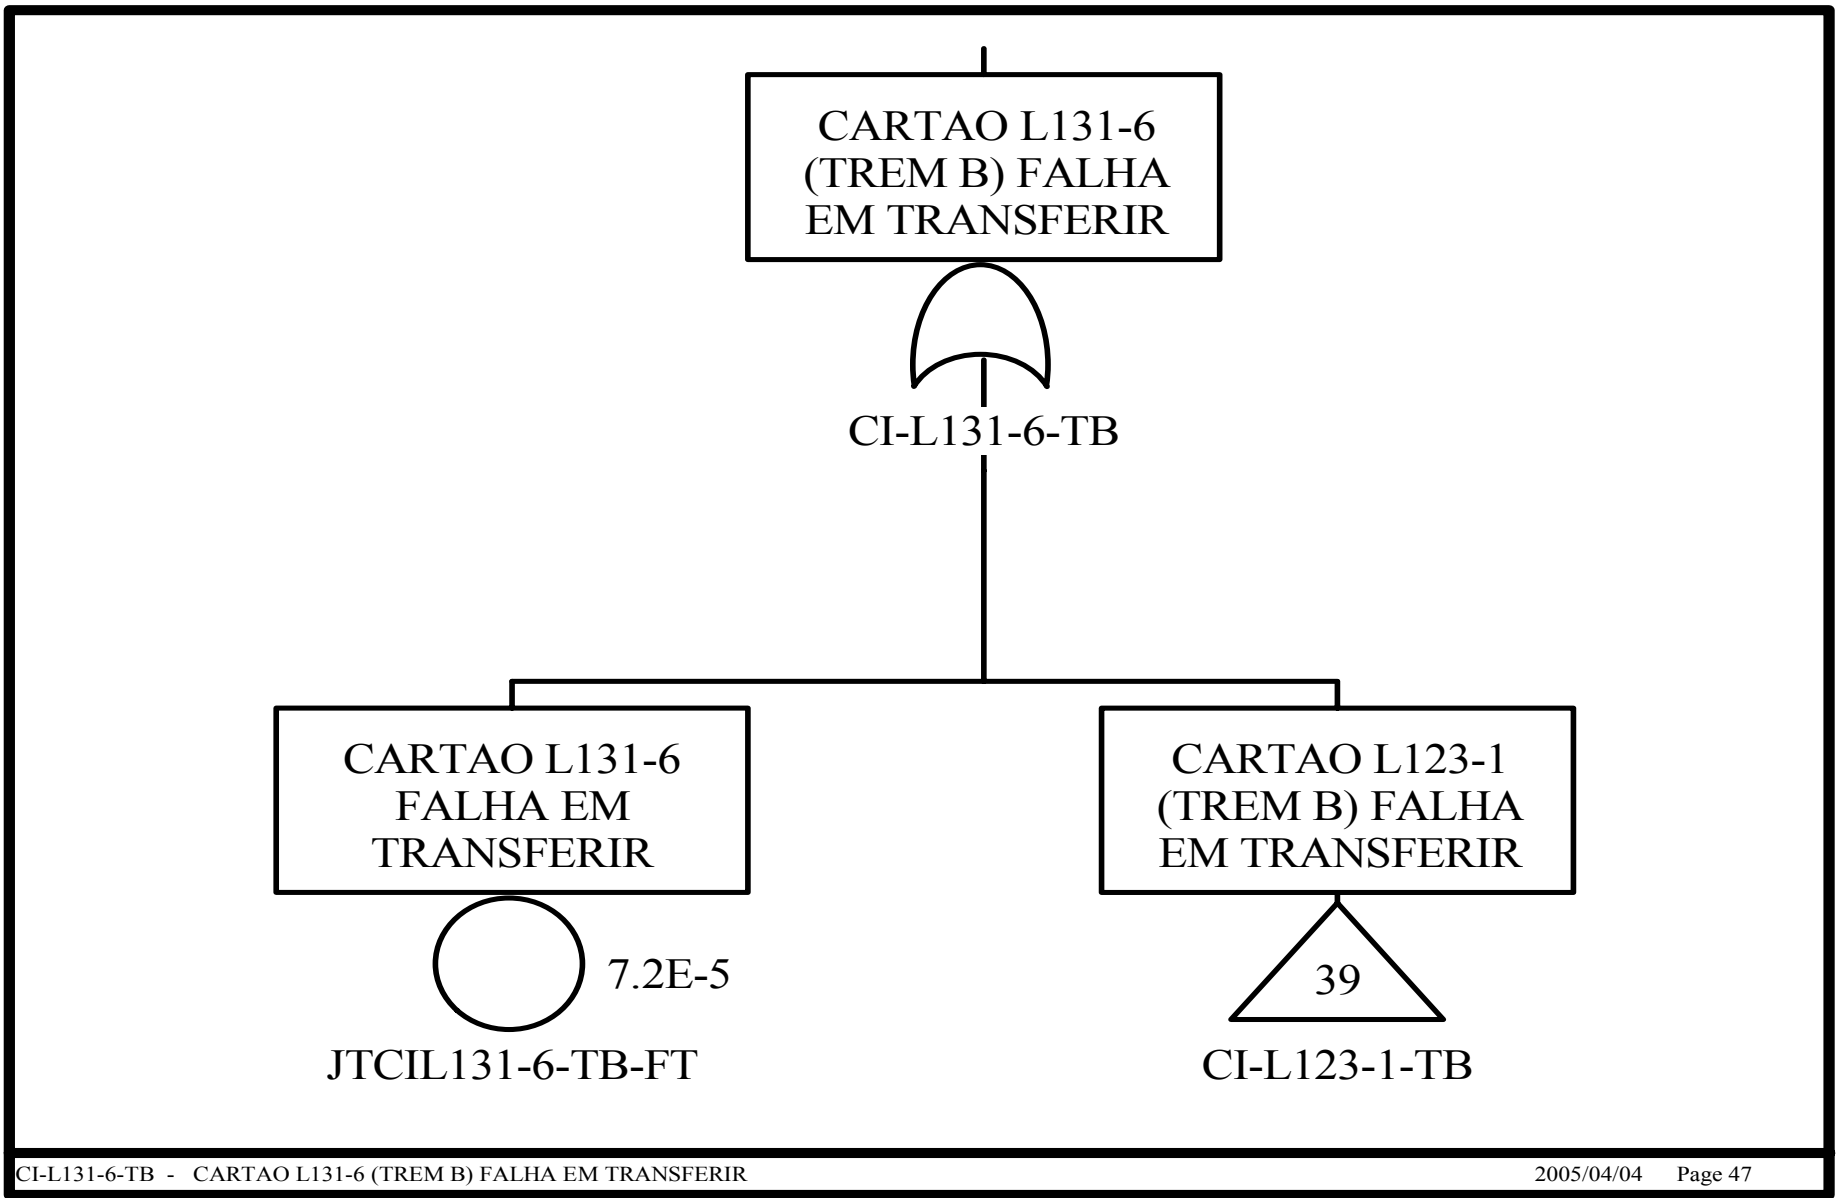 CARTAO L131-6
(TREM B) FALHA
EM TRANSFERIR
CI-L131-6-TB
CARTAO L131-6
FALHA EM
TRANSFERIR
7.2E-5
JTCIL131-6-TB-FT
CARTAO L123-1
(TREM B) FALHA
EM TRANSFERIR
39
CI-L123-1-TB
CI-L131-6-TB - CARTAO L131-6 (TREM B) FALHA EM TRANSFERIR
2005/04/04 Page 47